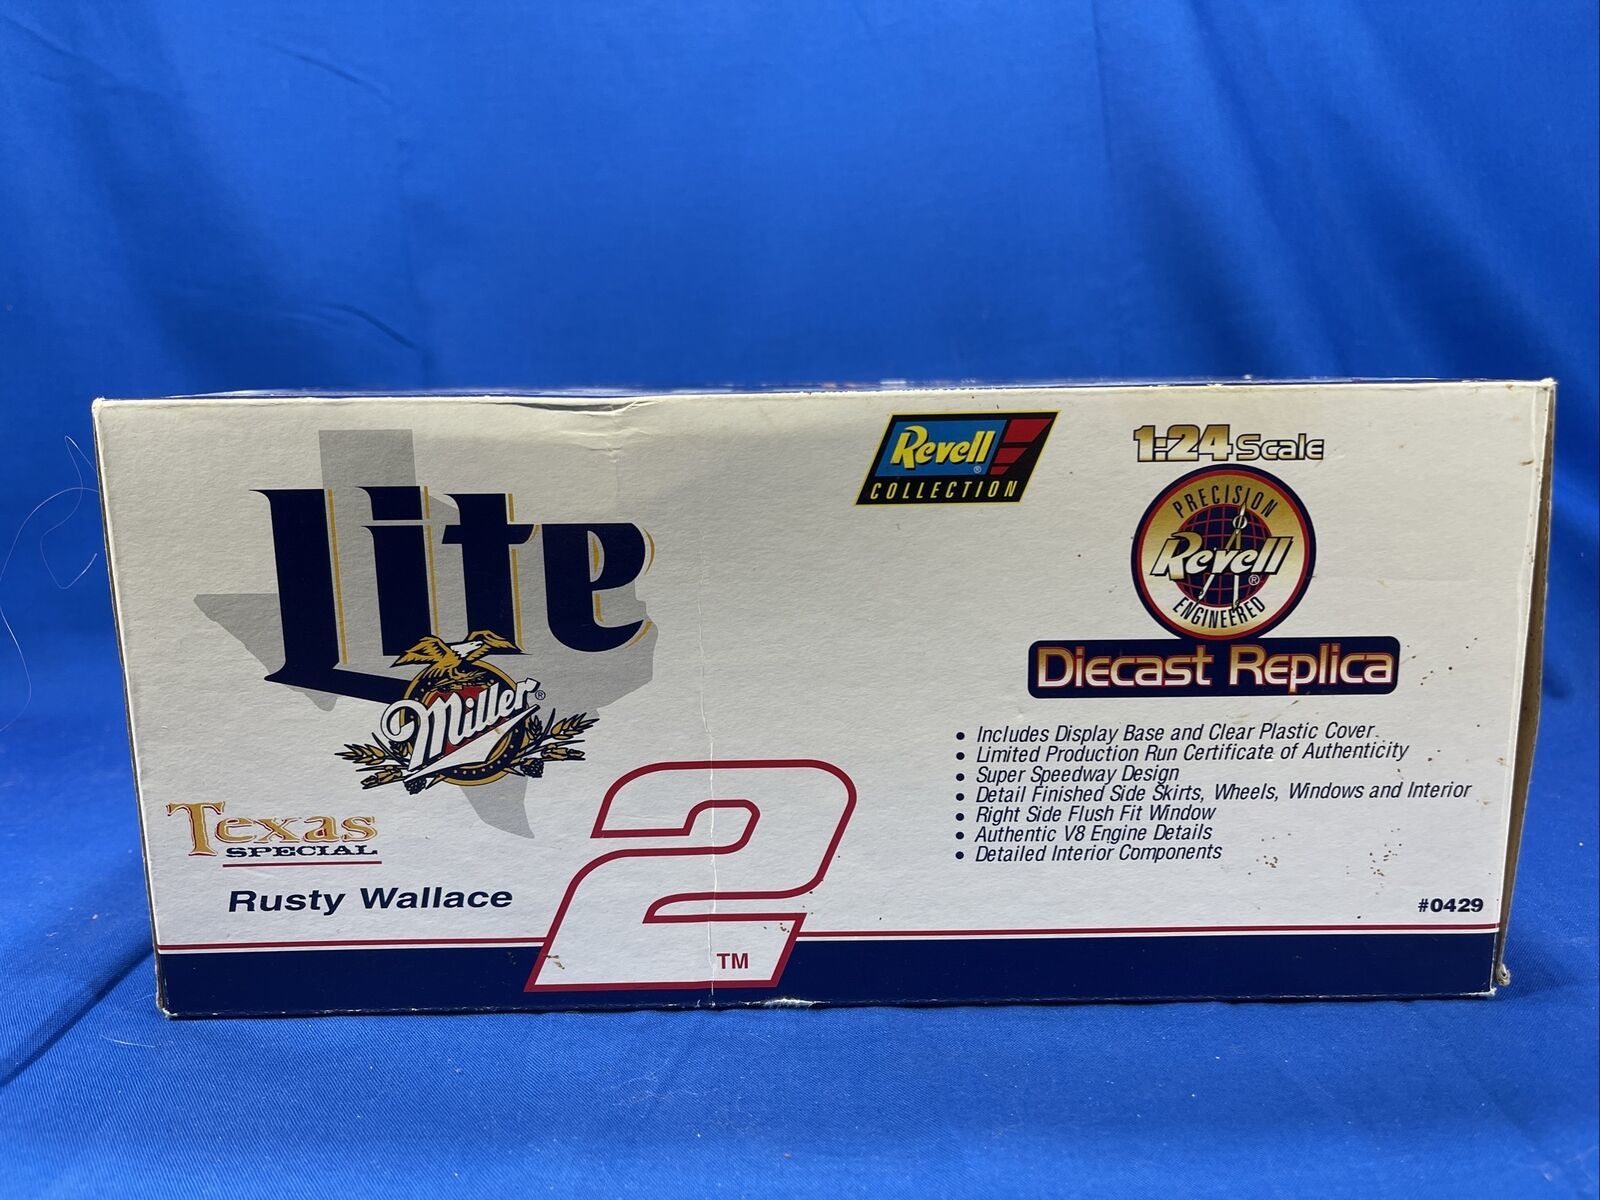 Lite
Miller®
Texas
SPECIAL
Rusty Wallace
2
TM
Revell®
COLLECTION
1:24 Scale
PRECISION
Revell®
ENGINEERED
Diecast Replica
• Includes Display Base and Clear Plastic Cover
• Limited Production Run Certificate of Authenticity
• Super Speedway Design
• Detail Finished Side Skirts, Wheels, Windows and Interior
• Right Side Flush Fit Window
• Authentic V8 Engine Details
• Detailed Interior Components
#0429